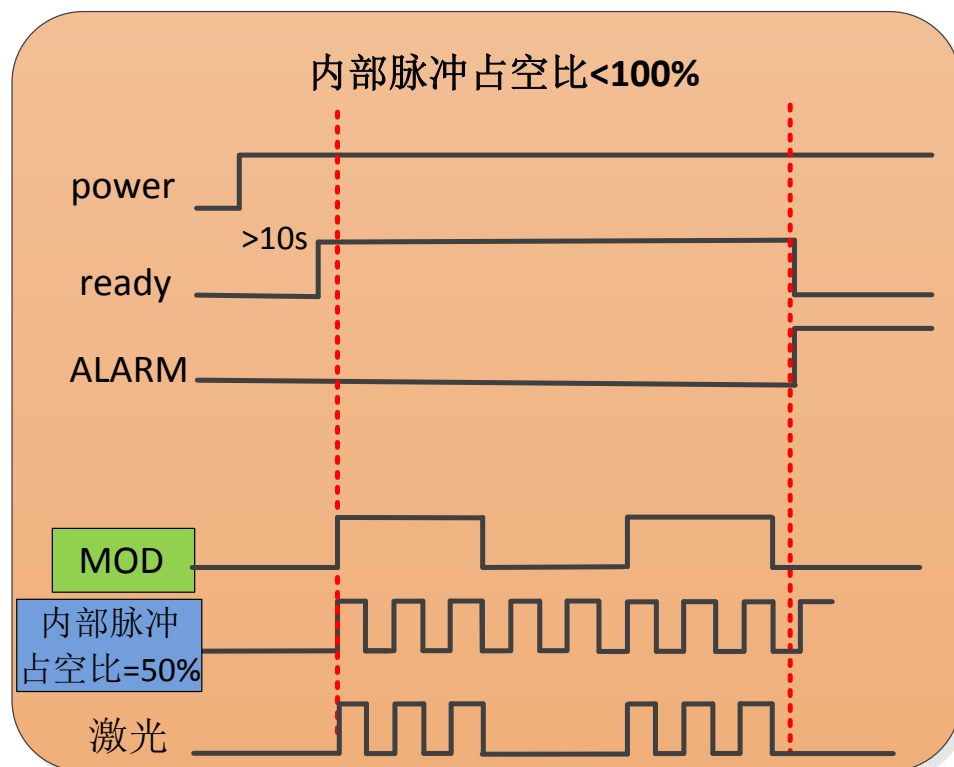 内部脉冲占空比<100%
power
>10s
ready
ALARM
MOD
内部脉冲
占空比=50%
激光